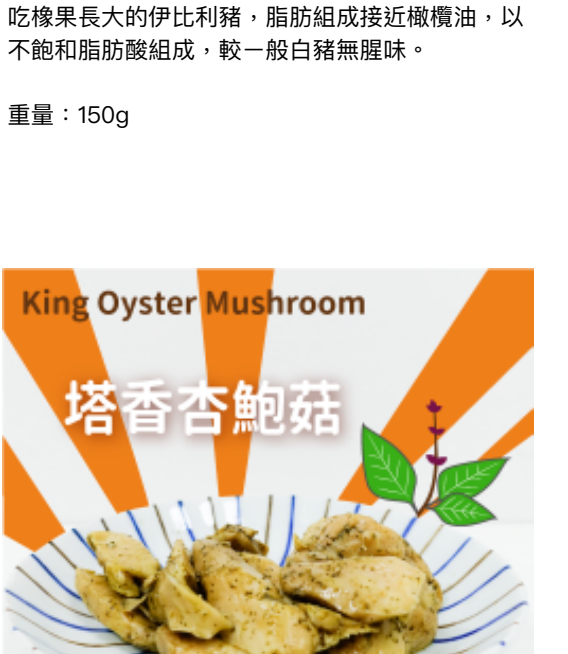 吃橡果長大的伊比利豬，脂肪組成接近橄欖油，以
不飽和脂肪酸組成，較一般白豬無腥味。
重量：150g
King Oyster Mushroom
塔香杏鮑菇